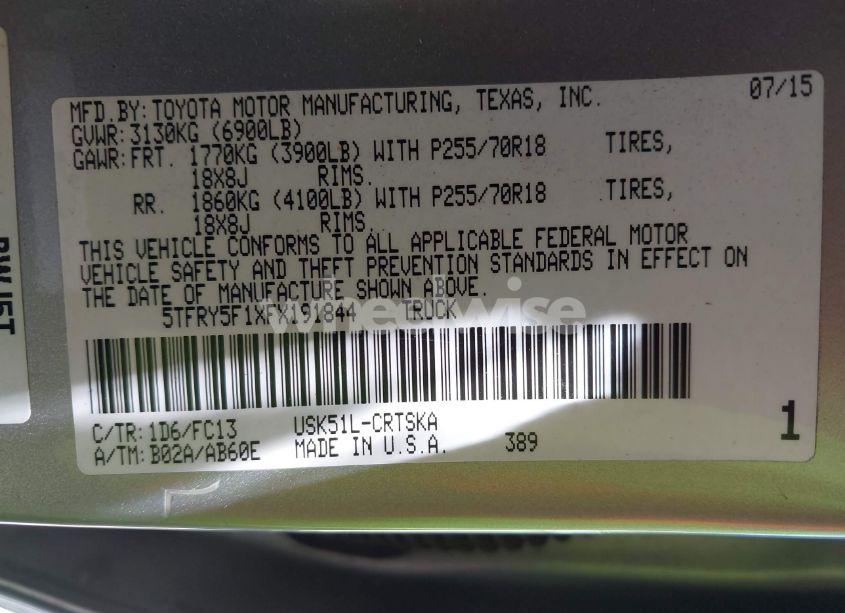 MFD.BY: TOYOTA MOTOR MANUFACTURING, TEXAS, INC. 07/15
GVWR: 3130KG (6900LB)
GAWR: FRT. 1770KG (3900LB) WITH P255/70R18 TIRES,
18X8J RIMS.
RR. 1860KG (4100LB) WITH P255/70R18 TIRES,
18X8J RIMS.
THIS VEHICLE CONFORMS TO ALL APPLICABLE FEDERAL MOTOR
VEHICLE SAFETY AND THEFT PREVENTION STANDARDS IN EFFECT ON
THE DATE OF MANUFACTURE SHOWN ABOVE.
5TFRY5F1XFX191844 TRUCK
wheelwise
C/TR: 1D6/FC13 USK51L-CRTSKA
A/TM: B02A/AB60E MADE IN U.S.A. 389
1